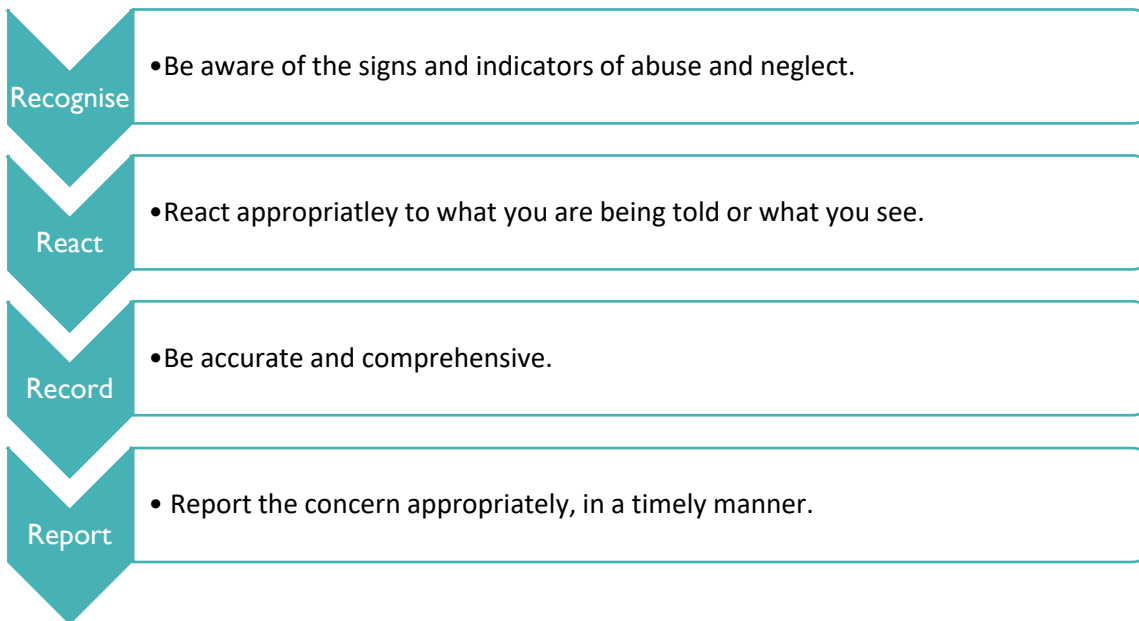 Recognise
•Be aware of the signs and indicators of abuse and neglect.
React
•React appropriatley to what you are being told or what you see.
Record
•Be accurate and comprehensive.
Report
• Report the concern appropriately, in a timely manner.